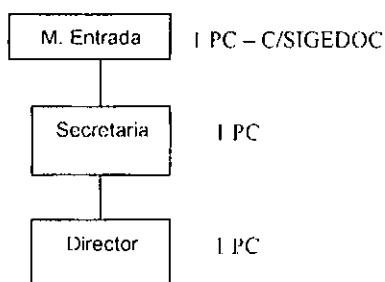 M. Entrada 1 PC – C/SIGEDOC
Secretaria 1 PC
Director 1 PC